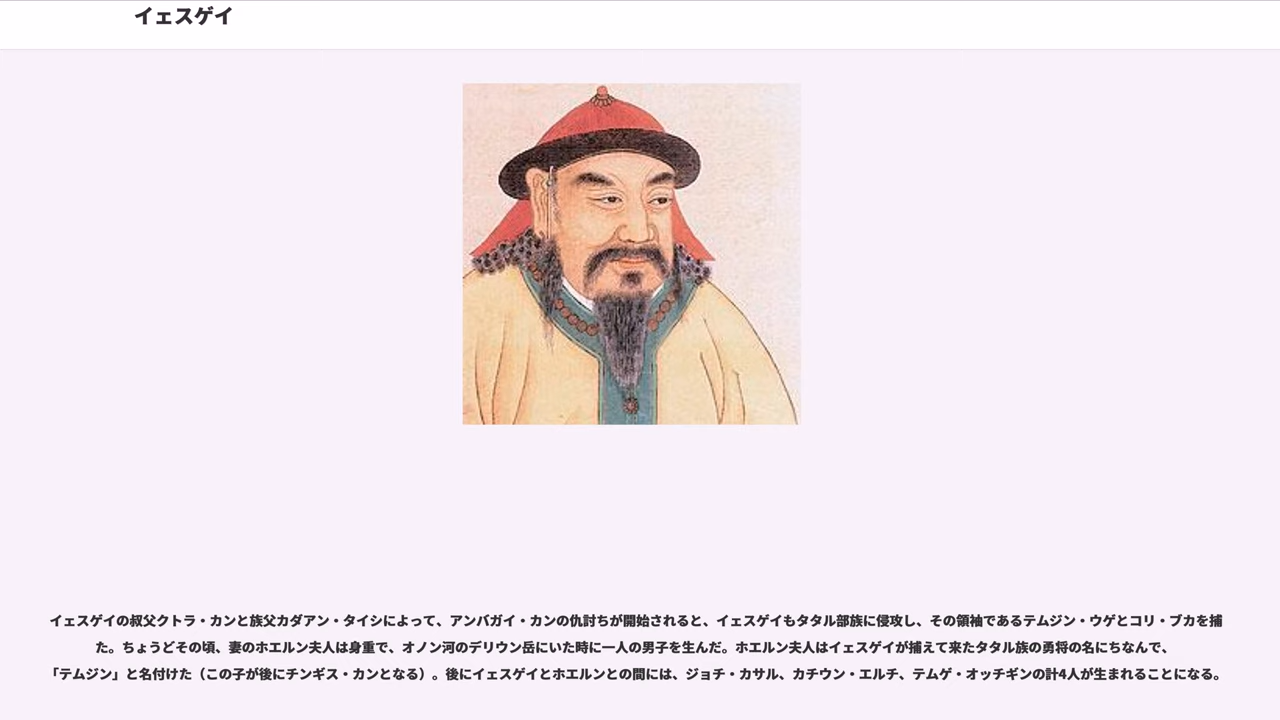 イェスゲイ
イェスゲイの叔父クトラ・カンと族父カダアン・タイシによって、アンバガイ・カンの仇討ちが開始されると、イェスゲイもタタル部族に侵攻し、その領袖であるテムジン・ウゲとコリ・ブカを捕
た。ちょうどその頃、妻のホエルン夫人は身重で、オノン河のデリウン岳にいた時に一人の男子を生んだ。ホエルン夫人はイェスゲイが捕えて来たタタル族の勇将の名にちなんで、
「テムジン」と名付けた（この子が後にチンギス・カンとなる）。後にイェスゲイとホエルンとの間には、ジョチ・カサル、カチウン・エルチ、テムゲ・オッチギンの計4人が生まれることになる。